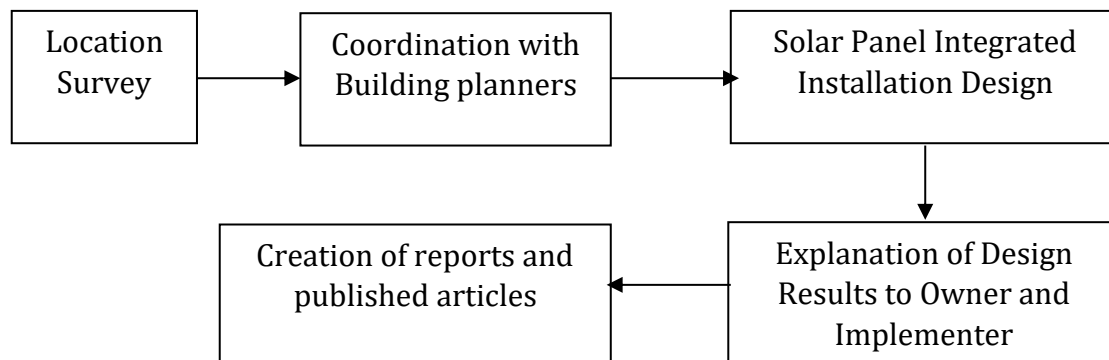 Location
Survey
Coordination with
Building planners
Solar Panel Integrated
Installation Design
Explanation of Design
Results to Owner and
Implementer
Creation of reports and
published articles